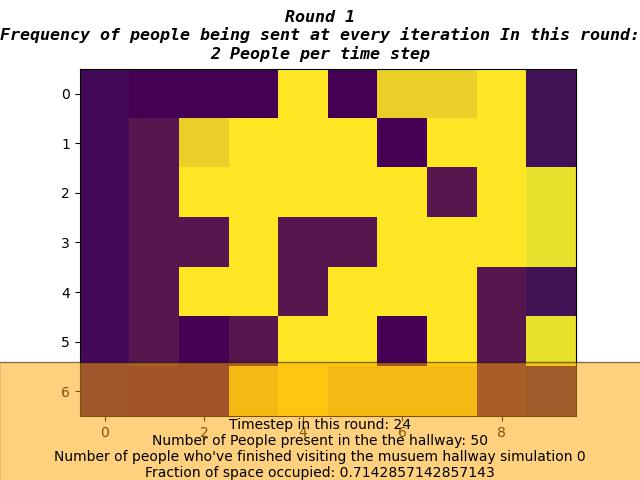 Round 1
Frequency of people being sent at every iteration In this round:
2 People per time step
0
1
2
3
4
5
6
0 2 4 6 8
Timestep in this round: 24
Number of People present in the the hallway: 50
Number of people who've finished visiting the musuem hallway simulation 0
Fraction of space occupied: 0.7142857142857143